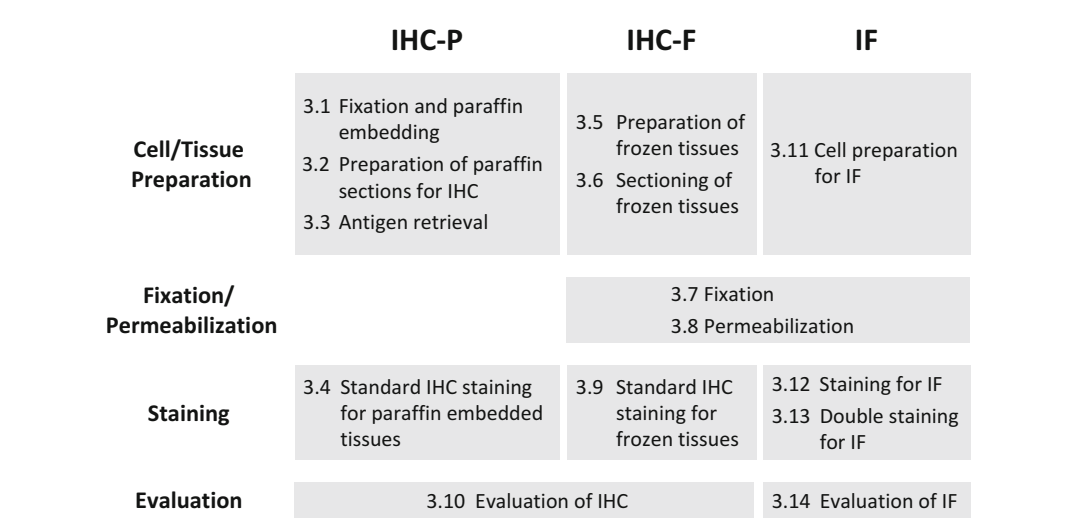 IHC-P IHC-F IF
Cell/Tissue
Preparation
3.1 Fixation and paraffin
embedding
3.2 Preparation of paraffin
sections for IHC
3.3 Antigen retrieval
3.5 Preparation of
frozen tissues
3.6 Sectioning of
frozen tissues
3.11 Cell preparation
for IF
Fixation/
Permeabilization
3.7 Fixation
3.8 Permeabilization
Staining
3.4 Standard IHC staining
for paraffin embedded
tissues
3.9 Standard IHC
staining for
frozen tissues
3.12 Staining for IF
3.13 Double staining
for IF
Evaluation
3.10 Evaluation of IHC
3.14 Evaluation of IF